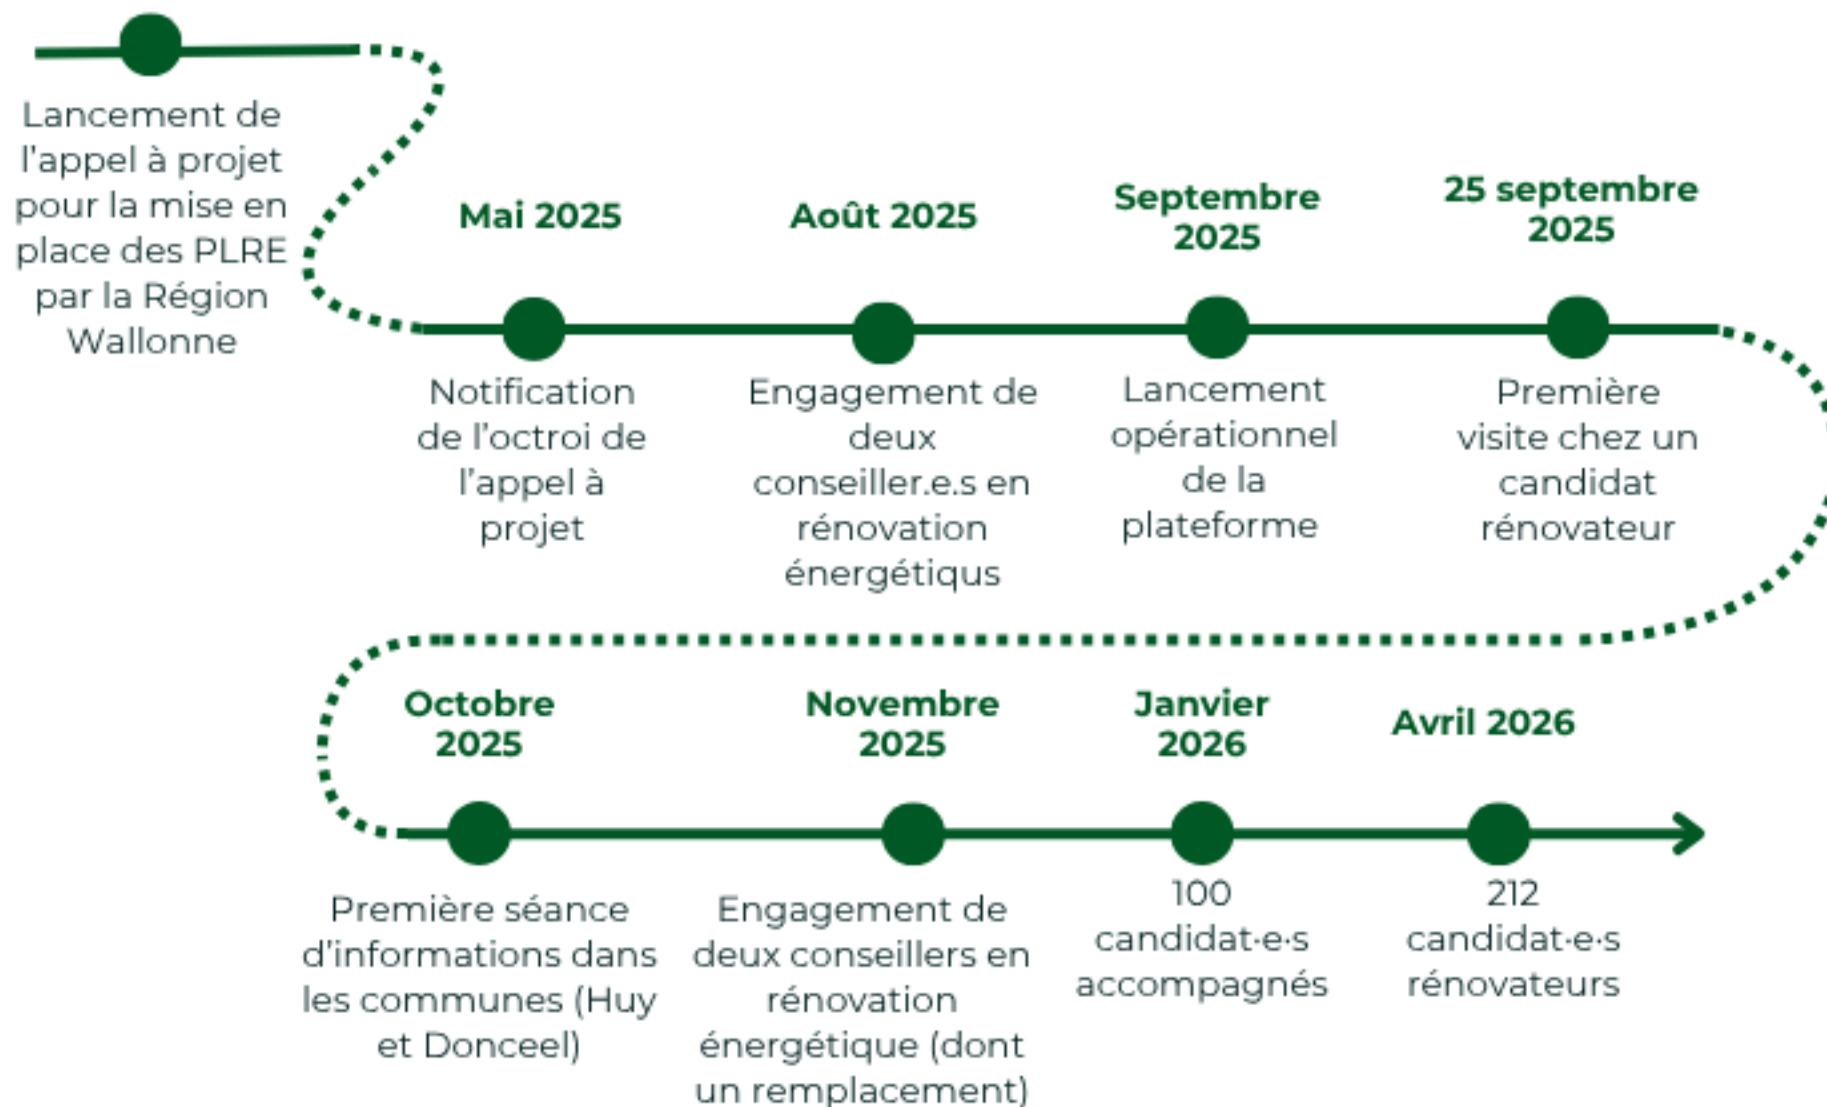 Lancement de
l'appel à projet
pour la mise en
place des PLRE
par la Région
Wallonne
Mai 2025
Notification
de l'octroi de
l'appel à
projet
Août 2025
Engagement de
deux
conseiller.e.s en
rénovation
énergétiqus
Septembre
2025
Lancement
opérationnel
de la
plateforme
25 septembre
2025
Première
visite chez un
candidat
rénovateur
Octobre
2025
Première séance
d'informations dans
les communes (Huy
et Donceel)
Novembre
2025
Engagement de
deux conseillers en
rénovation
énergétique (dont
un remplacement)
Janvier
2026
100
candidat·e·s
accompagnés
Avril 2026
212
candidat·e·s
rénovateurs